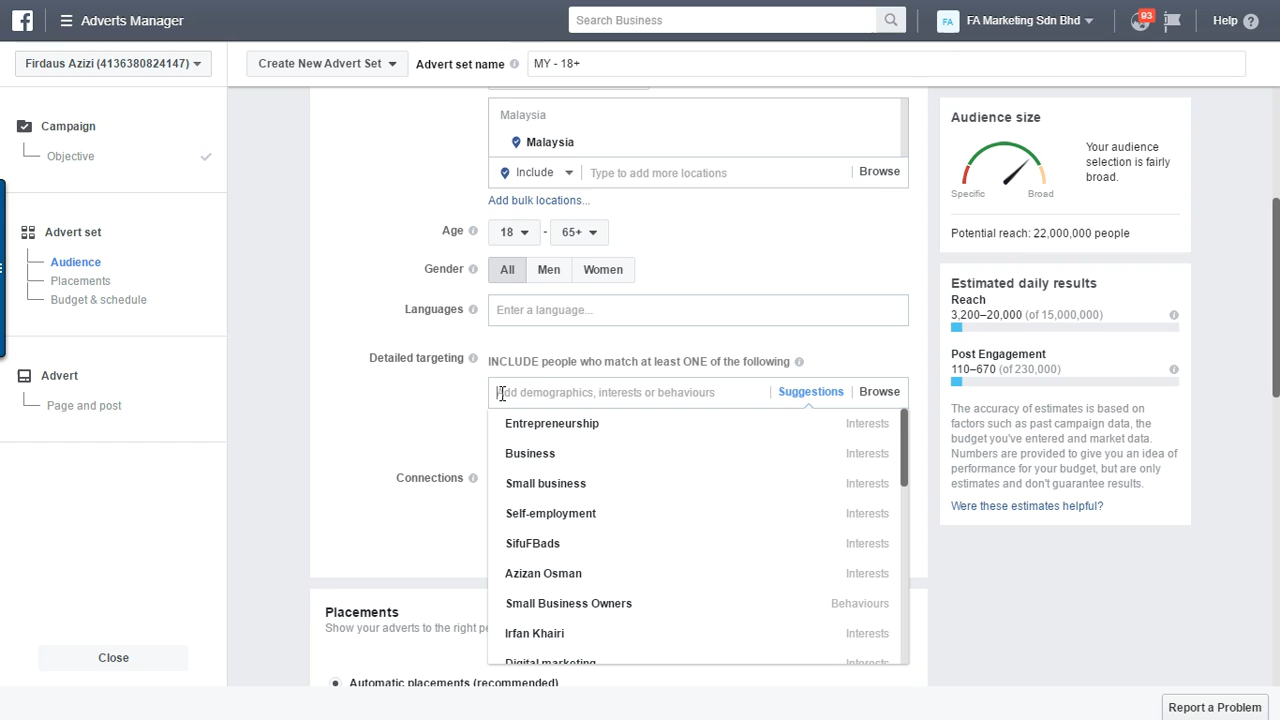 f
Adverts Manager
Search Business
FA
FA Marketing Sdn Bhd
93
Help
Firdaus Azizi (4136380824147)
Create New Advert Set
Advert set name
MY - 18+
Campaign
Objective
Advert set
Audience
Placements
Budget & schedule
Advert
Page and post
Close
Malaysia
Malaysia
Include
Type to add more locations
Browse
Add bulk locations...
Age
18
-
65+
Gender
All
Men
Women
Languages
Enter a language...
Detailed targeting
INCLUDE people who match at least ONE of the following
Add demographics, interests or behaviours
Suggestions
Browse
Entrepreneurship Interests
Business Interests
Small business Interests
Self-employment Interests
SifuFBads Interests
Azizan Osman Interests
Small Business Owners Behaviours
Irfan Khairi Interests
Digital marketing Interests
Connections
Placements
Show your adverts to the right pe
Automatic placements (recommended)
Audience size
Specific
Broad
Your audience
selection is fairly
broad.
Potential reach: 22,000,000 people
Estimated daily results
Reach
3,200–20,000 (of 15,000,000)
Post Engagement
110–670 (of 230,000)
The accuracy of estimates is based on
factors such as past campaign data, the
budget you've entered and market data.
Numbers are provided to give you an idea of
performance for your budget, but are only
estimates and don't guarantee results.
Were these estimates helpful?
Report a Problem